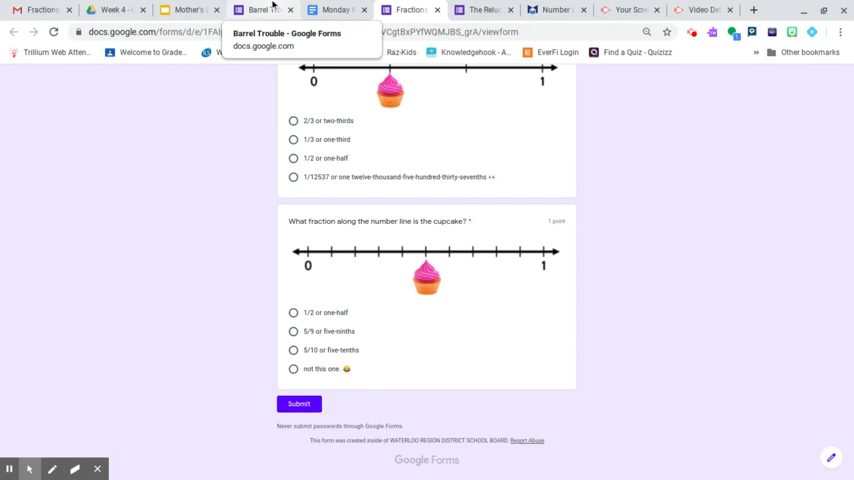 Fractions
Week 4 - G
Mother's
Barrel Tro
Monday
Fractions
The Reluc
Number
Your Scre
Video Det
docs.google.com/forms/d/e/1FAI
VCgtBxPYfWQMJBS_grA/viewform
Barrel Trouble - Google Forms
docs.google.com
Trillium Web Atten...
Welcome to Google...
Raz-Kids
Knowledgehook - A...
EverFi Login
Find a Quiz - Quizizz
Other bookmarks
0
1
2/3 or two-thirds
1/3 or one-third
1/2 or one-half
1/12537 or one twelve-thousand-five-hundred-thirty-sevenths 👀
What fraction along the number line is the cupcake? *
1 point
0
1
1/2 or one-half
5/9 or five-ninths
5/10 or five-tenths
not this one. 😂
Submit
Never submit passwords through Google Forms.
This form was created inside of WATERLOO REGION DISTRICT SCHOOL BOARD. Report Abuse
Google Forms